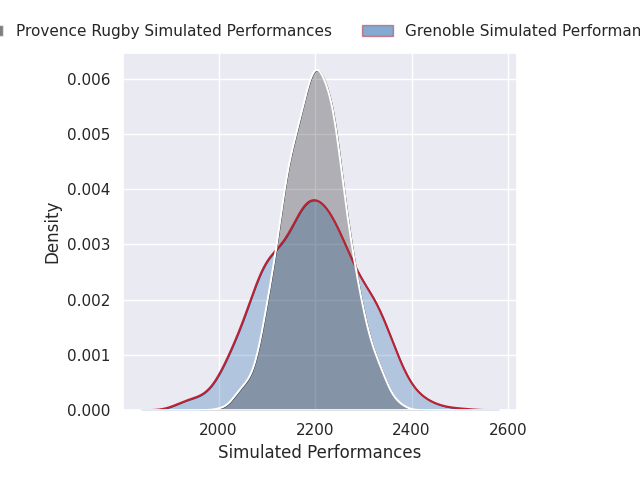 Provence Rugby Simulated Performances
Grenoble Simulated Performan
0.006
0.005
0.004
0.003
0.002
0.001
0.000
Density
2000 2200 2400 2600
Simulated Performances